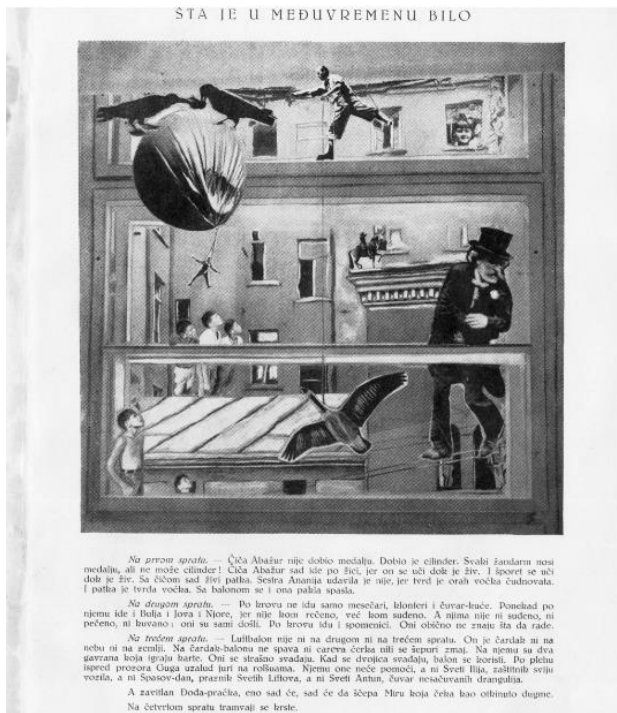 ŠTA JE U MEĐUVREMENU BILO
Na prvom spratu. — Čiča Abažur nije dobio medalju. Dobio je cilinder. Svaki žandarm nosi
medalju, ali ne može cilinder! Čiča Abažur sad ide po žici, jer on se uči dok je živ. I šporet se uči
dok je živ. Sa čičom sad živi patka. Sestra Ananija udavila je nije, jer tvrd je orah voćka čudnovata.
I patka je tvrda voćka. Sa balonom se i ona pakla spasla.
Na drugom spratu. — Po krovu ne idu samo mesečari, klonferi i čuvar-kuće. Ponekad po
njemu ide i Bulja i Jova i Njore, jer nije kom rečeno, već kom suđeno. A njima nije ni suđeno, ni
pečeno, ni kuvano: oni su sami došli. Po krovu idu i spomenici. Oni obično ne znaju šta da rade.
Na trećem spratu. — Luftbalon nije ni na drugom ni na trećem spratu. On je čardak ni na
nebu ni na zemlji. Na čardak-balonu ne spava ni careva ćerka niti se šepuri zmaj. Na njemu su dva
gavrana koja igraju karte. Oni se strašno svađaju. Kad se dvojica svađaju, balon se koristi. Po plehu
ispred prozora Guga uzalud juri na rolšuama. Njemu one neće pomoći, a ni Sveti Ilija, zaštitnik sviju
vozila, a ni Spasov-dan, praznik Svetih Liftova, a ni Sveti Antun, čuvar nesačuvanih drangulija.
A zavitlan Doda-praćka, eno sad će, sad će da ščepa Miru koja čeka kao otkinuto dugme.
Na četvrtom spratu tramvaji se krste.